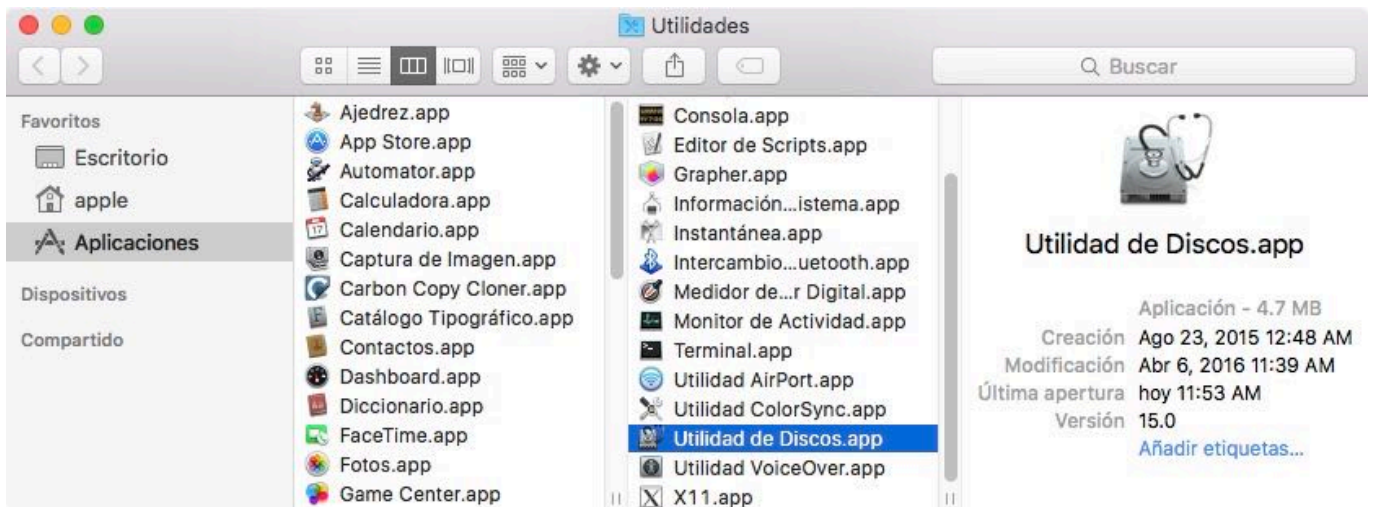 Utilidades
Buscar
Favoritos
Escritorio
apple
Aplicaciones
Dispositivos
Compartido
Ajedrez.app
App Store.app
Automator.app
Calculadora.app
Calendario.app
Captura de Imagen.app
Carbon Copy Cloner.app
Catálogo Tipográfico.app
Contactos.app
Dashboard.app
Diccionario.app
FaceTime.app
Fotos.app
Game Center.app
Consola.app
Editor de Scripts.app
Grapher.app
Información...istema.app
Instantánea.app
Intercambio...uetooth.app
Medidor de...r Digital.app
Monitor de Actividad.app
Terminal.app
Utilidad AirPort.app
Utilidad ColorSync.app
Utilidad de Discos.app
Utilidad VoiceOver.app
X11.app
Utilidad de Discos.app
Aplicación - 4.7 MB
Creación Ago 23, 2015 12:48 AM
Modificación Abr 6, 2016 11:39 AM
Última apertura hoy 11:53 AM
Versión 15.0
Añadir etiquetas...